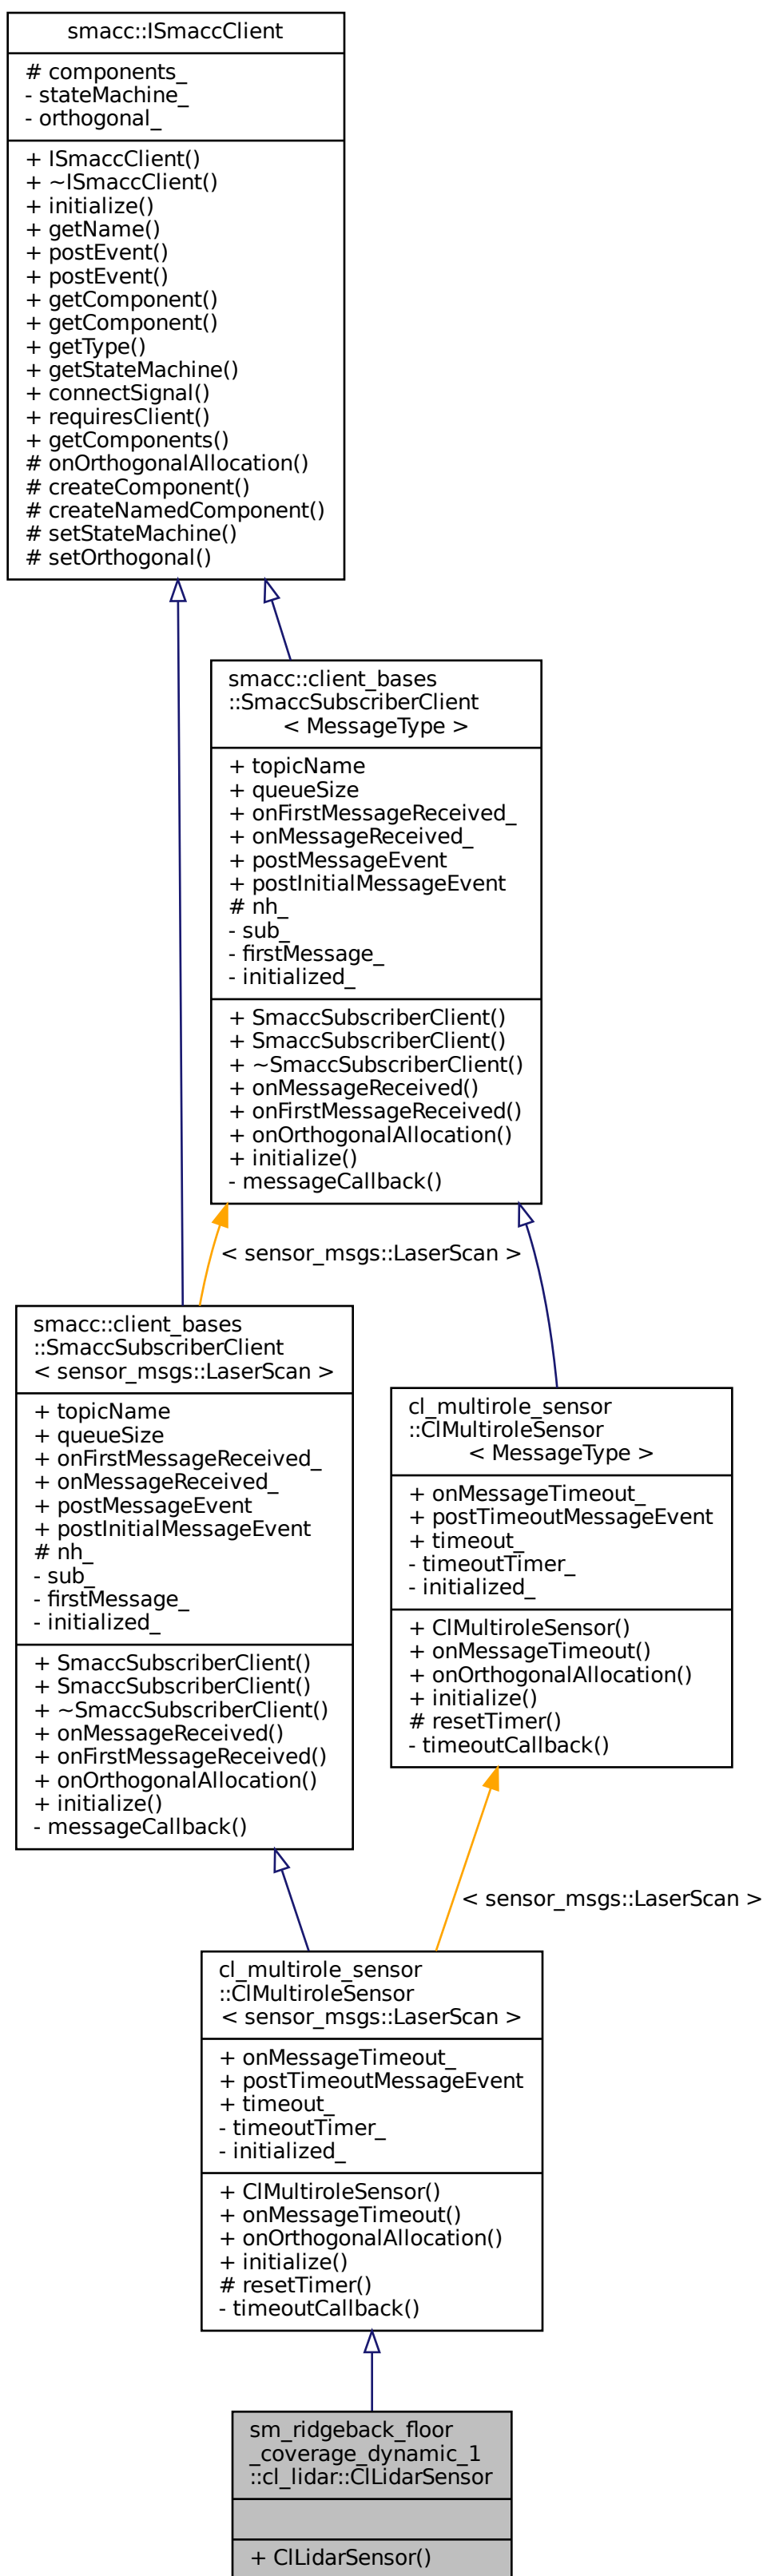 smacc::ISmaccClient
# components_
- stateMachine_
- orthogonal_
+ ISmaccClient()
+ ~ISmaccClient()
+ initialize()
+ getName()
+ postEvent()
+ postEvent()
+ getComponent()
+ getComponent()
+ getType()
+ getStateMachine()
+ connectSignal()
+ requiresClient()
+ getComponents()
# onOrthogonalAllocation()
# createComponent()
# createNamedComponent()
# setStateMachine()
# setOrthogonal()
smacc::client_bases
::SmaccSubscriberClient
< MessageType >
+ topicName
+ queueSize
+ onFirstMessageReceived_
+ onMessageReceived_
+ postMessageEvent
+ postInitialMessageEvent
# nh_
- sub_
- firstMessage_
- initialized_
+ SmaccSubscriberClient()
+ SmaccSubscriberClient()
+ ~SmaccSubscriberClient()
+ onMessageReceived()
+ onFirstMessageReceived()
+ onOrthogonalAllocation()
+ initialize()
- messageCallback()
< sensor_msgs::LaserScan >
smacc::client_bases
::SmaccSubscriberClient
< sensor_msgs::LaserScan >
+ topicName
+ queueSize
+ onFirstMessageReceived_
+ onMessageReceived_
+ postMessageEvent
+ postInitialMessageEvent
# nh_
- sub_
- firstMessage_
- initialized_
+ SmaccSubscriberClient()
+ SmaccSubscriberClient()
+ ~SmaccSubscriberClient()
+ onMessageReceived()
+ onFirstMessageReceived()
+ onOrthogonalAllocation()
+ initialize()
- messageCallback()
cl_multirole_sensor
::ClMultiroleSensor
< MessageType >
+ onMessageTimeout_
+ postTimeoutMessageEvent
+ timeout_
- timeoutTimer_
- initialized_
+ ClMultiroleSensor()
+ onMessageTimeout()
+ onOrthogonalAllocation()
+ initialize()
# resetTimer()
- timeoutCallback()
< sensor_msgs::LaserScan >
cl_multirole_sensor
::ClMultiroleSensor
< sensor_msgs::LaserScan >
+ onMessageTimeout_
+ postTimeoutMessageEvent
+ timeout_
- timeoutTimer_
- initialized_
+ ClMultiroleSensor()
+ onMessageTimeout()
+ onOrthogonalAllocation()
+ initialize()
# resetTimer()
- timeoutCallback()
sm_ridgeback_floor
_coverage_dynamic_1
::cl_lidar::ClLidarSensor
+ ClLidarSensor()